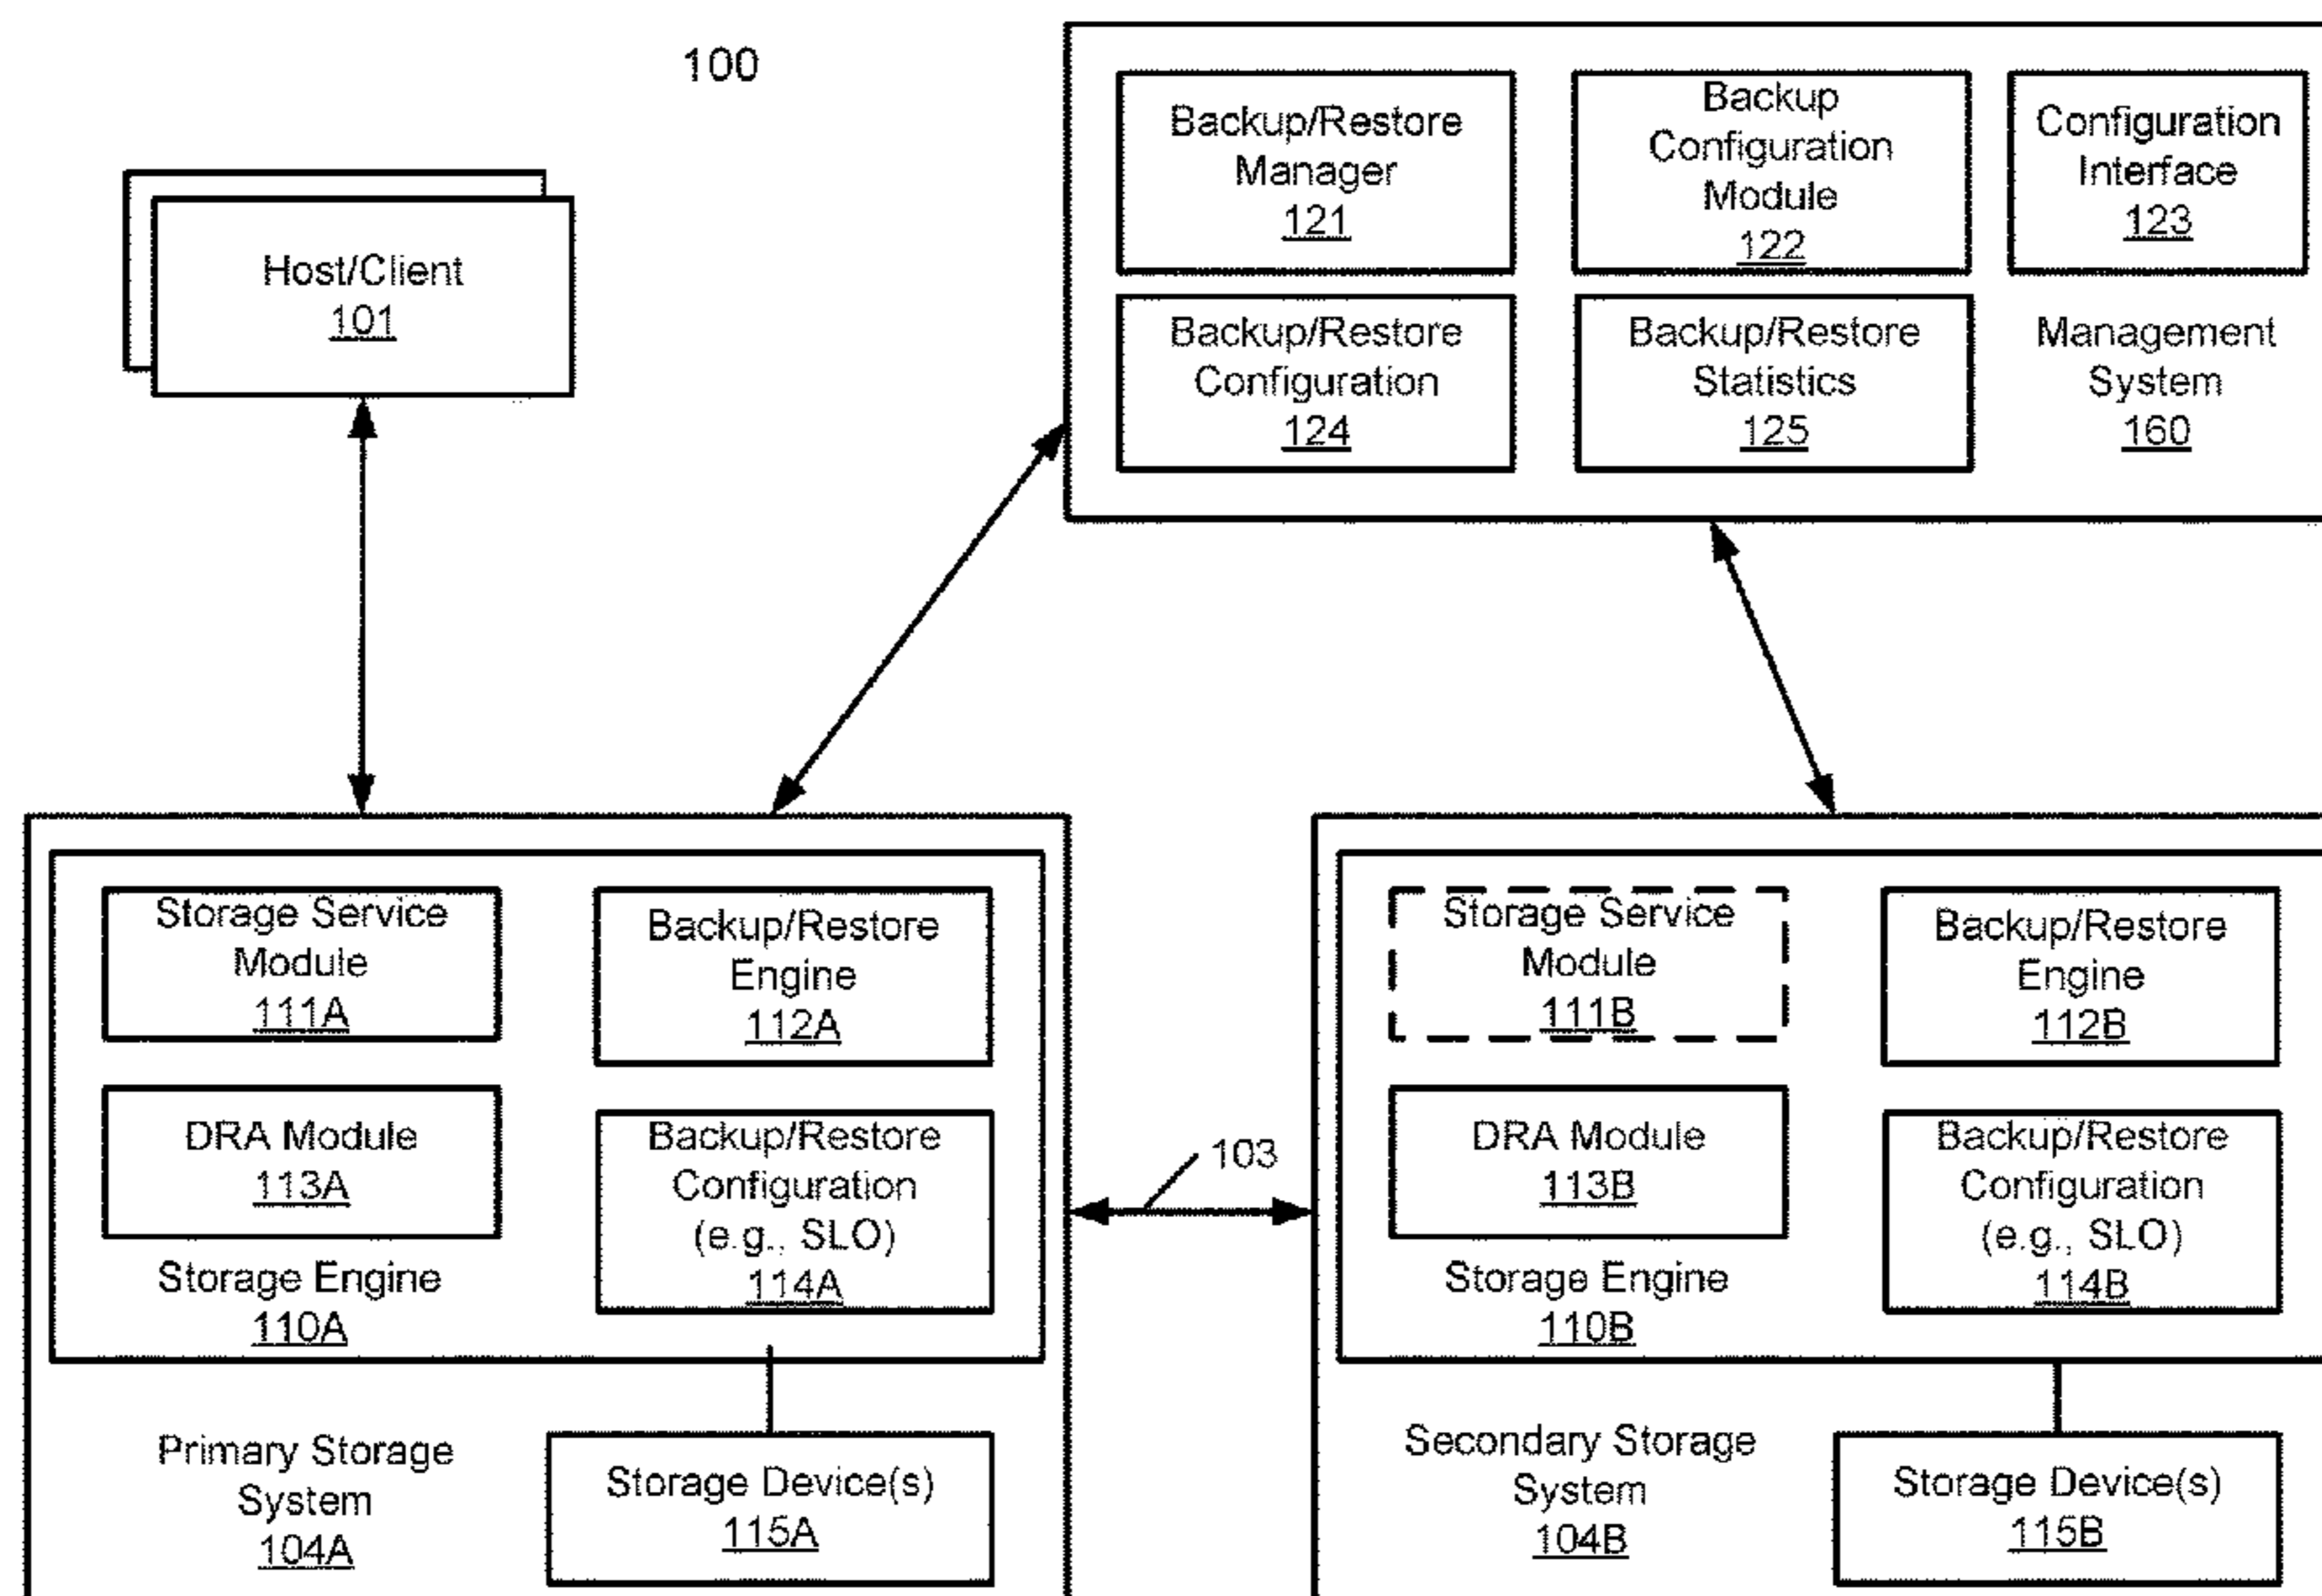 100
Backup/Restore
Manager
121
Backup
Configuration
Module
122
Configuration
Interface
123
Host/Client
101
Backup/Restore
Configuration
124
Backup/Restore
Statistics
125
Management
System
160
Storage Service
Module
111A
Backup/Restore
Engine
112A
DRA Module
113A
Backup/Restore
Configuration
(e.g., SLO)
114A
Storage Engine
110A
Primary Storage
System
104A
Storage Device(s)
115A
103
Storage Service
Module
111B
Backup/Restore
Engine
112B
DRA Module
113B
Backup/Restore
Configuration
(e.g., SLO)
114B
Storage Engine
110B
Secondary Storage
System
104B
Storage Device(s)
115B